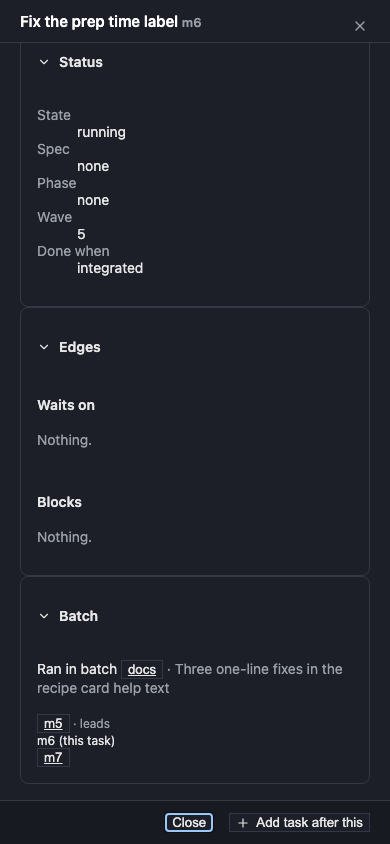 Fix the prep time label m6
Status
State
running
Spec
none
Phase
none
Wave
5
Done when
integrated
Edges
Waits on
Nothing.
Blocks
Nothing.
Batch
Ran in batch docs · Three one-line fixes in the
recipe card help text
m5 · leads
m6 (this task)
m7
Close + Add task after this